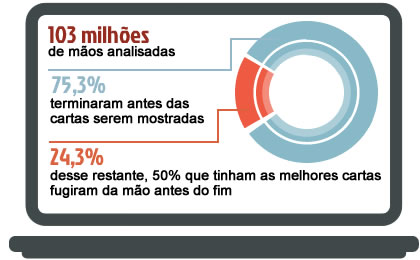 103 milhões
de mãos analisadas
75,3%
terminaram antes das
cartas serem mostradas
24,3%
desse restante, 50% que tinham as melhores cartas
fugiram da mão antes do fim